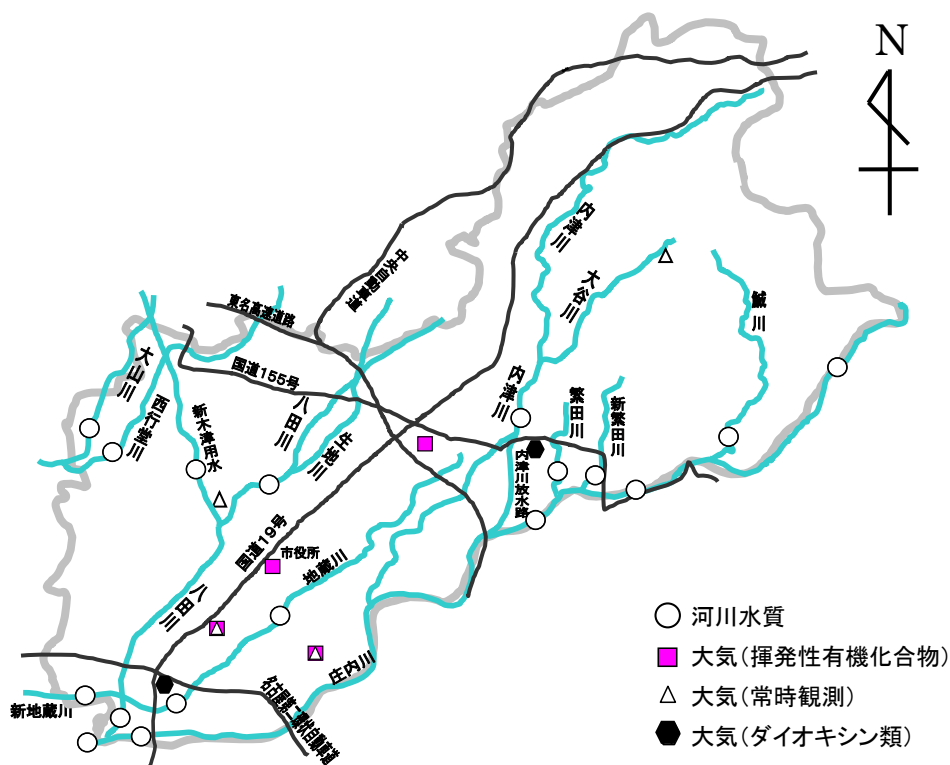 N
内津川
大谷川
中央自動車道
鰔川
東名高速道路
大山川
国道155号
西行堂川
八田川
内津川
繁田川
新繁田川
新木津用水
生地川
内津川放水路
国道19号
市役所
地蔵川
八田川
庄内川
新地蔵川
河川水質
大気(揮発性有機化合物)
大気(常時観測)
大気(ダイオキシン類)